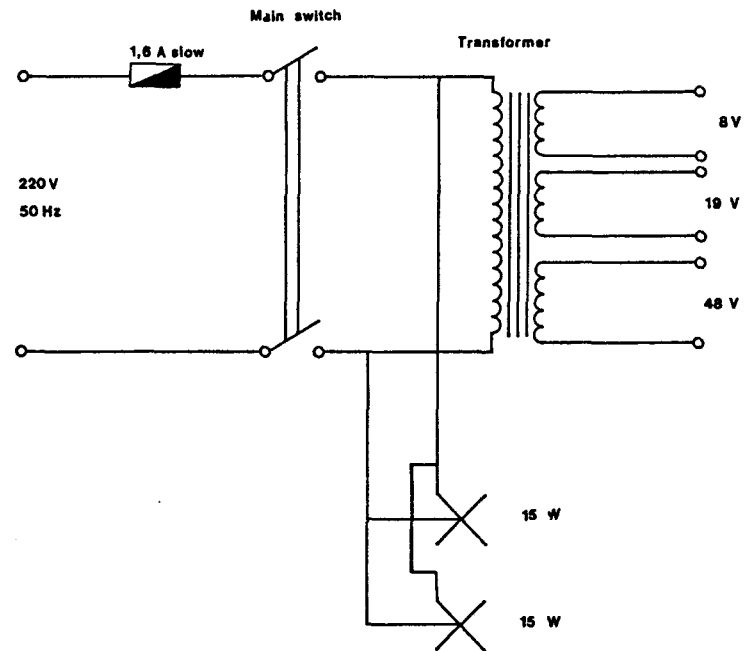 Main switch
1,6 A slow
Transformer
8 V
220 V
50 Hz
19 V
48 V
15 W
15 W